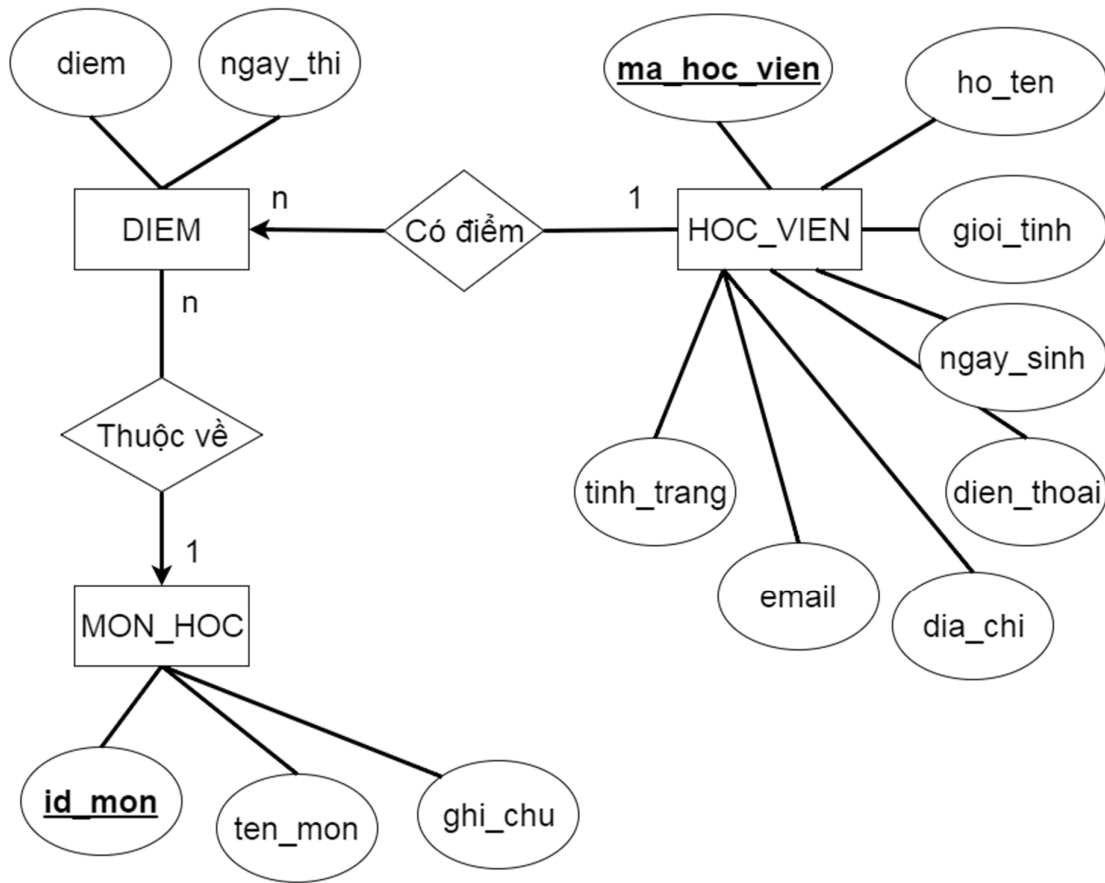 diem
ngay_thi
ma_hoc_vien
ho_ten
DIEM
n
Có điểm
1
HOC_VIEN
gioi_tinh
n
ngay_sinh
Thuộc về
tinh_trang
dien_thoai
1
email
dia_chi
MON_HOC
id_mon
ten_mon
ghi_chu